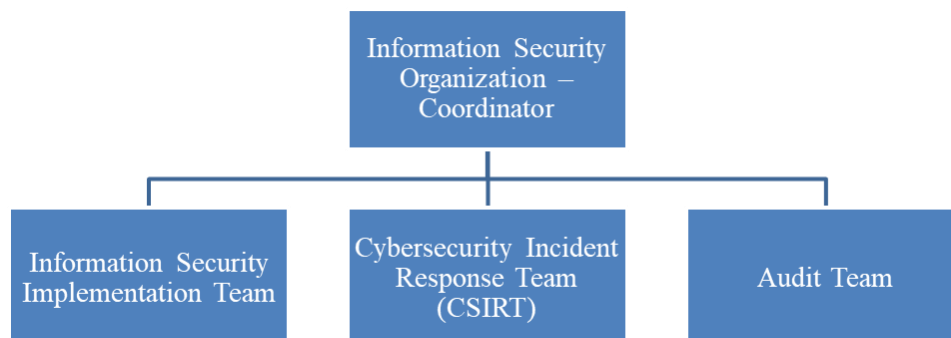 Information Security
Organization –
Coordinator
Information Security
Implementation Team
Cybersecurity Incident
Response Team
(CSIRT)
Audit Team